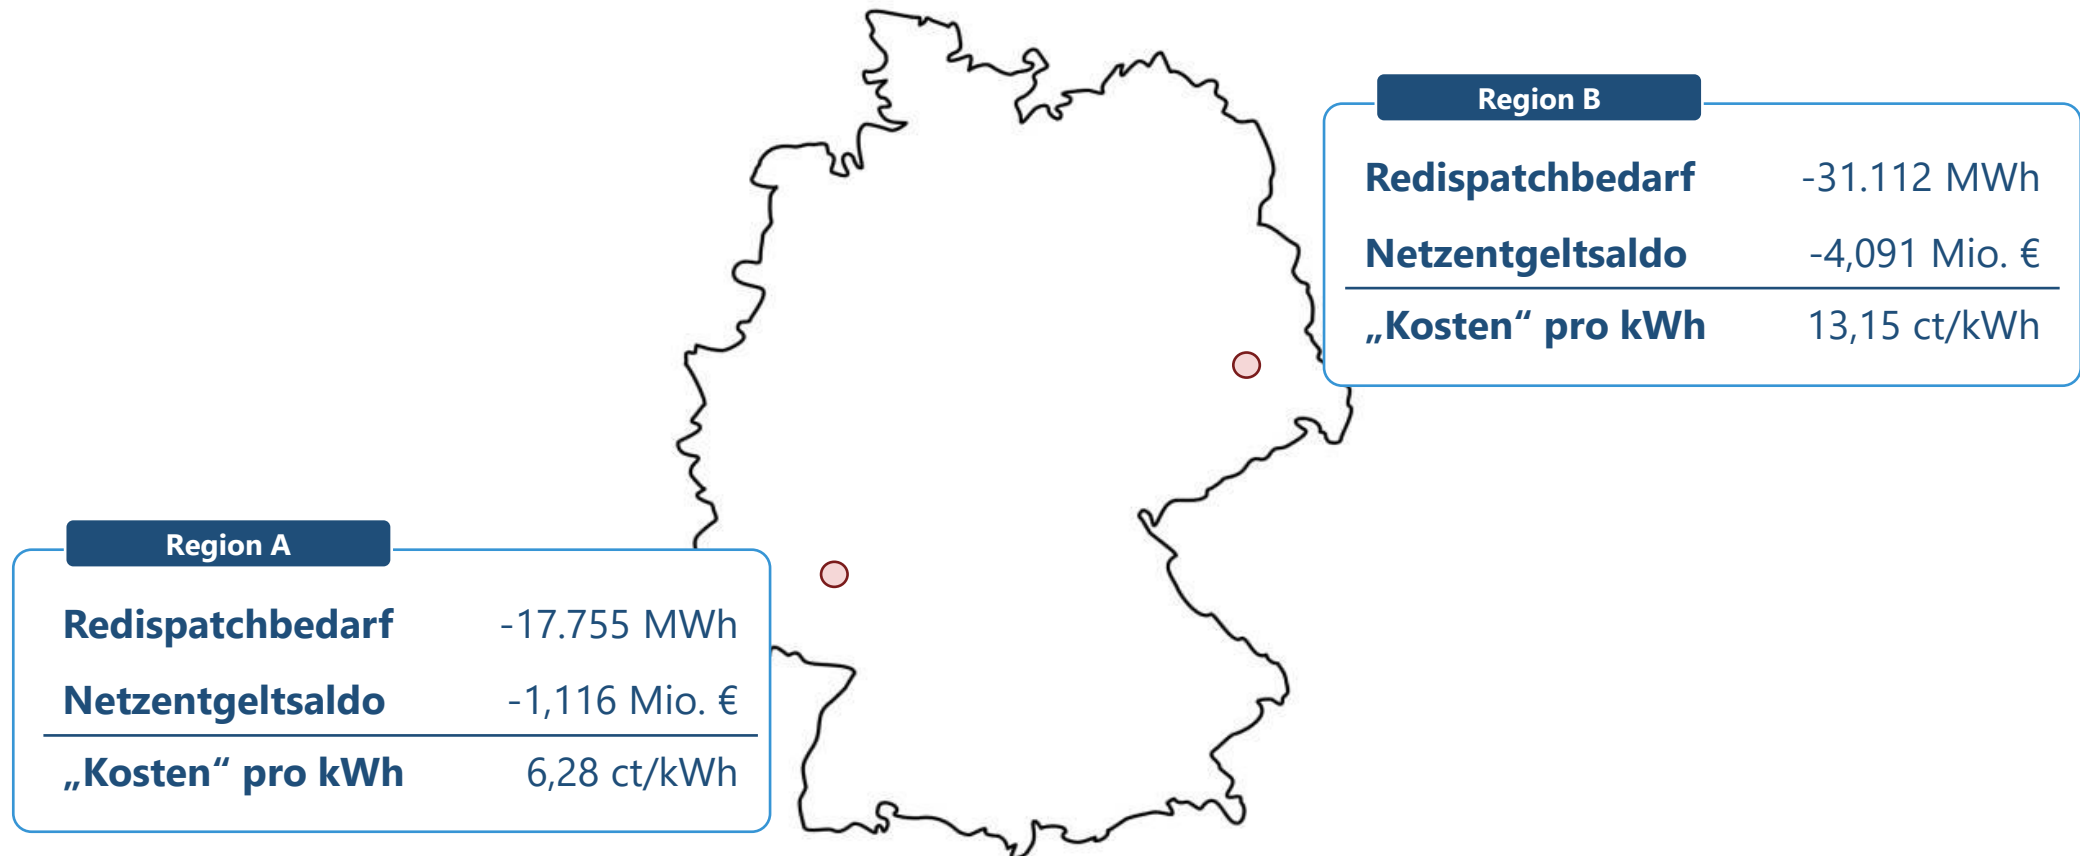 Region B
Redispatchbedarf -31.112 MWh
Netzentgeltsaldo -4,091 Mio. €
„Kosten“ pro kWh 13,15 ct/kWh
Region A
Redispatchbedarf -17.755 MWh
Netzentgeltsaldo -1,116 Mio. €
„Kosten“ pro kWh 6,28 ct/kWh